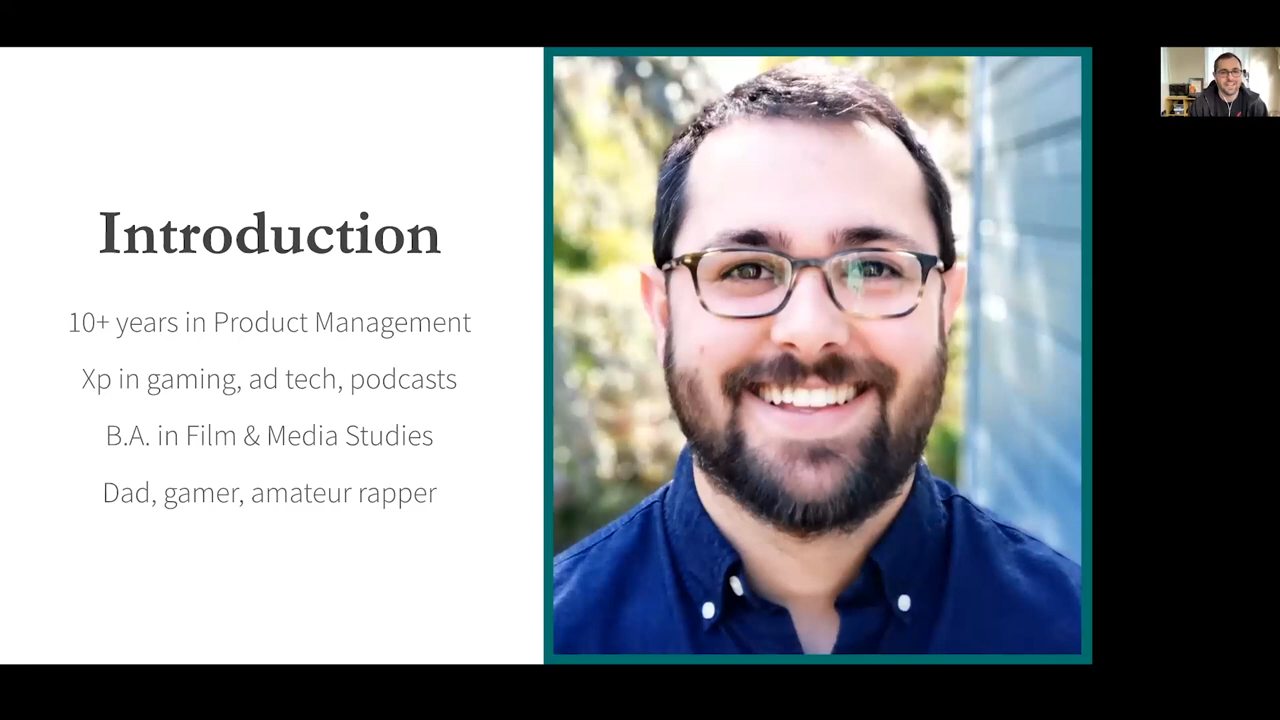 Introduction
10+ years in Product Management
Xp in gaming, ad tech, podcasts
B.A. in Film & Media Studies
Dad, gamer, amateur rapper